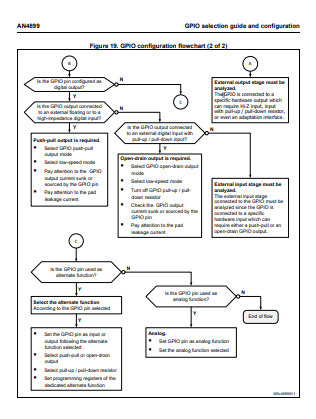 AN4899
GPIO selection guide and configuration
Figure 19. GPIO configuration flowchart (2 of 2)
B
A
Is the GPIO pin configured as
digital output?
N
Y
C
External output stage must be
analyzed.
The GPIO is connected to a
specific hardware output which
can require Hi-Z input, input
with pull-up / pull-down resistor,
or even an adaptation interface.
Is the GPIO output connected
to an external floating or to a
high-impedance digital input?
N
Y
Is the GPIO output connected
to an external digital input with
pull-up / pull-down input?
N
Y
Push-pull output is required.
• Select GPIO push-pull
output mode
• Select low-speed mode
• Pay attention to the GPIO
output current sunk or
sourced by the GPIO pin
• Pay attention to the pad
leakage current
Open-drain output is required.
• Select GPIO open-drain output
mode
• Select low-speed mode
• Turn off GPIO pull-up / pull-
down resistor
• Check the GPIO output
current sunk or sourced by the
GPIO pin
• Pay attention to the pad
leakage current
External input stage must be
analyzed.
The external input stage
connected to the GPIO must be
analyzed since the GPIO is
connected to a specific
hardware input which can
require either a push-pull or an
open-drain GPIO output.
C
Is the GPIO pin used as
alternate function?
N
Y
Is the GPIO pin used as
analog function?
N
Y
Select the alternate function
According to the GPIO pin selected
End of flow
• Set the GPIO pin as input or
output following the alternate
function selected
• Select push-pull or open-drain
output
• Select pull-up / pull-down resistor
• Set programming registers of the
dedicated alternate function
Analog.
• Set GPIO pin as analog function
• Set the analog function selected